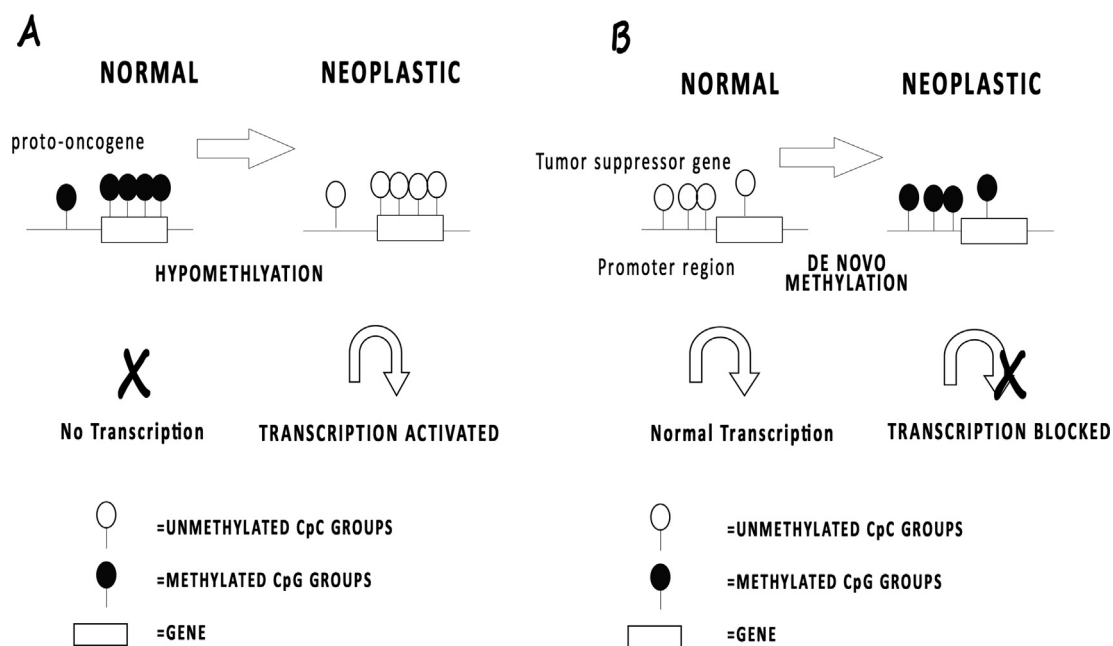 A
NORMAL
NEOPLASTIC
proto-oncogene
HYPOMETHLYATION
X
No Transcription
TRANSCRIPTION ACTIVATED
=UNMETHYLATED CpC GROUPS
=METHYLATED CpG GROUPS
=GENE
B
NORMAL
NEOPLASTIC
Tumor suppressor gene
Promoter region
DE NOVO
METHYLATION
X
Normal Transcription
TRANSCRIPTION BLOCKED
=UNMETHYLATED CpC GROUPS
=METHYLATED CpG GROUPS
=GENE